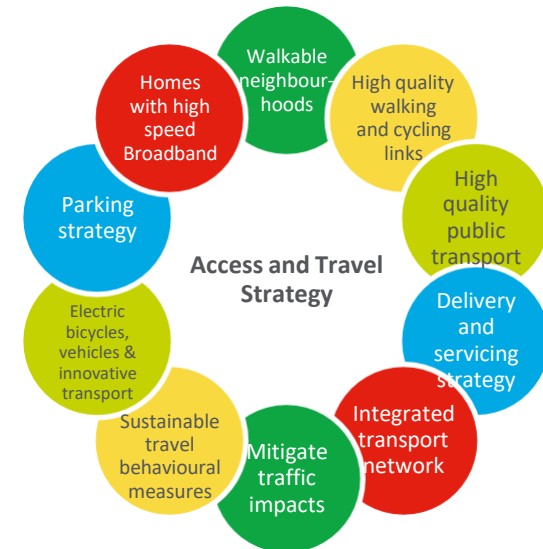 Walkable
neighbour-
hoods
High quality
walking
and cycling
links
High
quality
public
transport
Delivery
and
servicing
strategy
Integrated
transport
network
Mitigate
traffic
impacts
Sustainable
travel
behavioural
measures
Electric
bicycles,
vehicles &
innovative
transport
Parking
strategy
Homes
with high
speed
Broadband
Access and Travel
Strategy